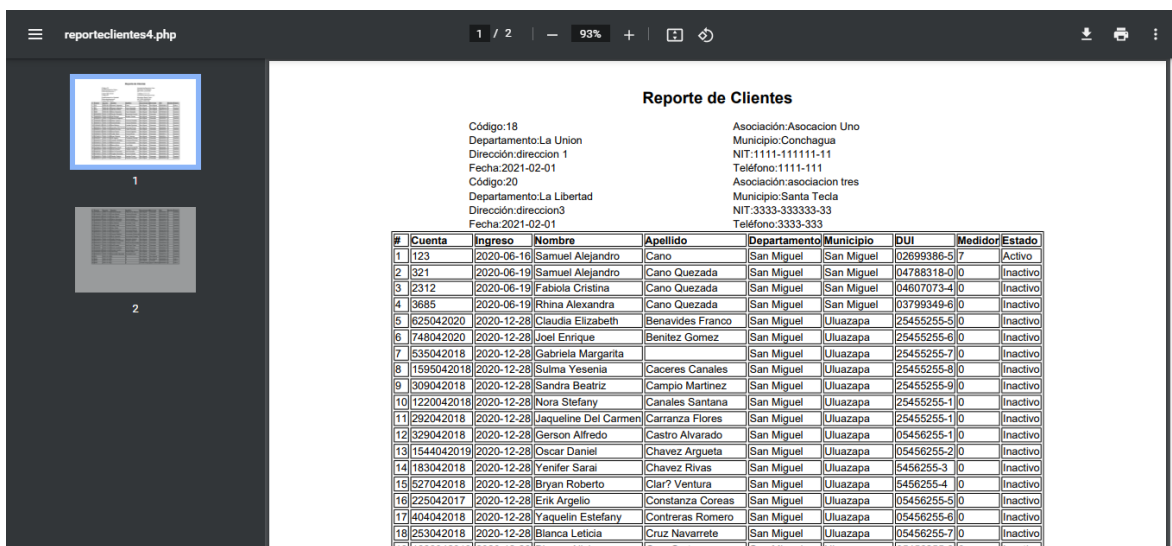 reporteclientes4.php
1 / 2
93%
1
2
Reporte de Clientes
Código:18 Asociación:Asocacion Uno
Departamento:La Union Municipio:Conchagua
Dirección:direccion 1 NIT:1111-111111-11
Fecha:2021-02-01 Teléfono:1111-111
Código:20 Asociación:asociacion tres
Departamento:La Libertad Municipio:Santa Tecla
Dirección:direccion3 NIT:3333-333333-33
Fecha:2021-02-01 Teléfono:3333-333
# Cuenta Ingreso Nombre Apellido Departamento Municipio DUI Medidor Estado
1 123 2020-06-16 Samuel Alejandro Cano San Miguel San Miguel 02699386-5 7 Activo
2 321 2020-06-19 Samuel Alejandro Cano Quezada San Miguel San Miguel 04788318-0 0 Inactivo
3 2312 2020-06-19 Fabiola Cristina Cano Quezada San Miguel San Miguel 04607073-4 0 Inactivo
4 3685 2020-06-19 Rhina Alexandra Cano Quezada San Miguel San Miguel 03799349-6 0 Inactivo
5 625042020 2020-12-28 Claudia Elizabeth Benavides Franco San Miguel Uluazapa 25455255-5 0 Inactivo
6 748042020 2020-12-28 Joel Enrique Benitez Gomez San Miguel Uluazapa 25455255-6 0 Inactivo
7 535042018 2020-12-28 Gabriela Margarita San Miguel Uluazapa 25455255-7 0 Inactivo
8 1595042018 2020-12-28 Sulma Yesenia Caceres Canales San Miguel Uluazapa 25455255-8 0 Inactivo
9 309042018 2020-12-28 Sandra Beatriz Campio Martinez San Miguel Uluazapa 25455255-9 0 Inactivo
10 1220042018 2020-12-28 Nora Stefany Canales Santana San Miguel Uluazapa 25455255-1 0 Inactivo
11 292042018 2020-12-28 Jaqueline Del Carmen Carranza Flores San Miguel Uluazapa 25455255-1 0 Inactivo
12 329042018 2020-12-28 Gerson Alfredo Castro Alvarado San Miguel Uluazapa 05456255-1 0 Inactivo
13 1544042019 2020-12-28 Oscar Daniel Chavez Argueta San Miguel Uluazapa 05456255-2 0 Inactivo
14 183042018 2020-12-28 Yenifer Sarai Chavez Rivas San Miguel Uluazapa 5456255-3 0 Inactivo
15 527042018 2020-12-28 Bryan Roberto Clar? Ventura San Miguel Uluazapa 5456255-4 0 Inactivo
16 225042017 2020-12-28 Erik Argelio Constanza Coreas San Miguel Uluazapa 05456255-5 0 Inactivo
17 404042018 2020-12-28 Yaquelin Estefany Contreras Romero San Miguel Uluazapa 05456255-6 0 Inactivo
18 253042018 2020-12-28 Blanca Leticia Cruz Navarrete San Miguel Uluazapa 05456255-7 0 Inactivo